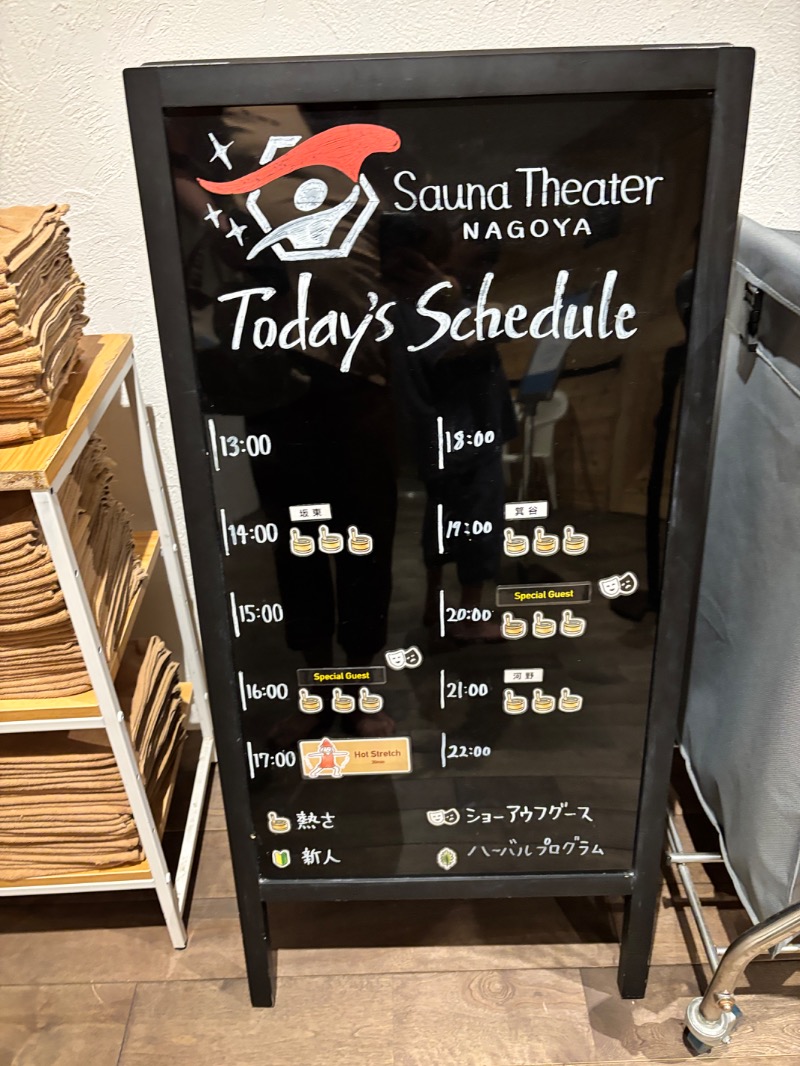 Sauna Theater
NAGOYA
Today's Schedule
13:00
14:00 坂東
15:00
16:00 Special Guest
17:00 Hot Stretch
18:00
19:00 箕谷
20:00 Special Guest
21:00 河野
22:00
熱さ
新人
ショーアウフグース
ハーバルプログラム